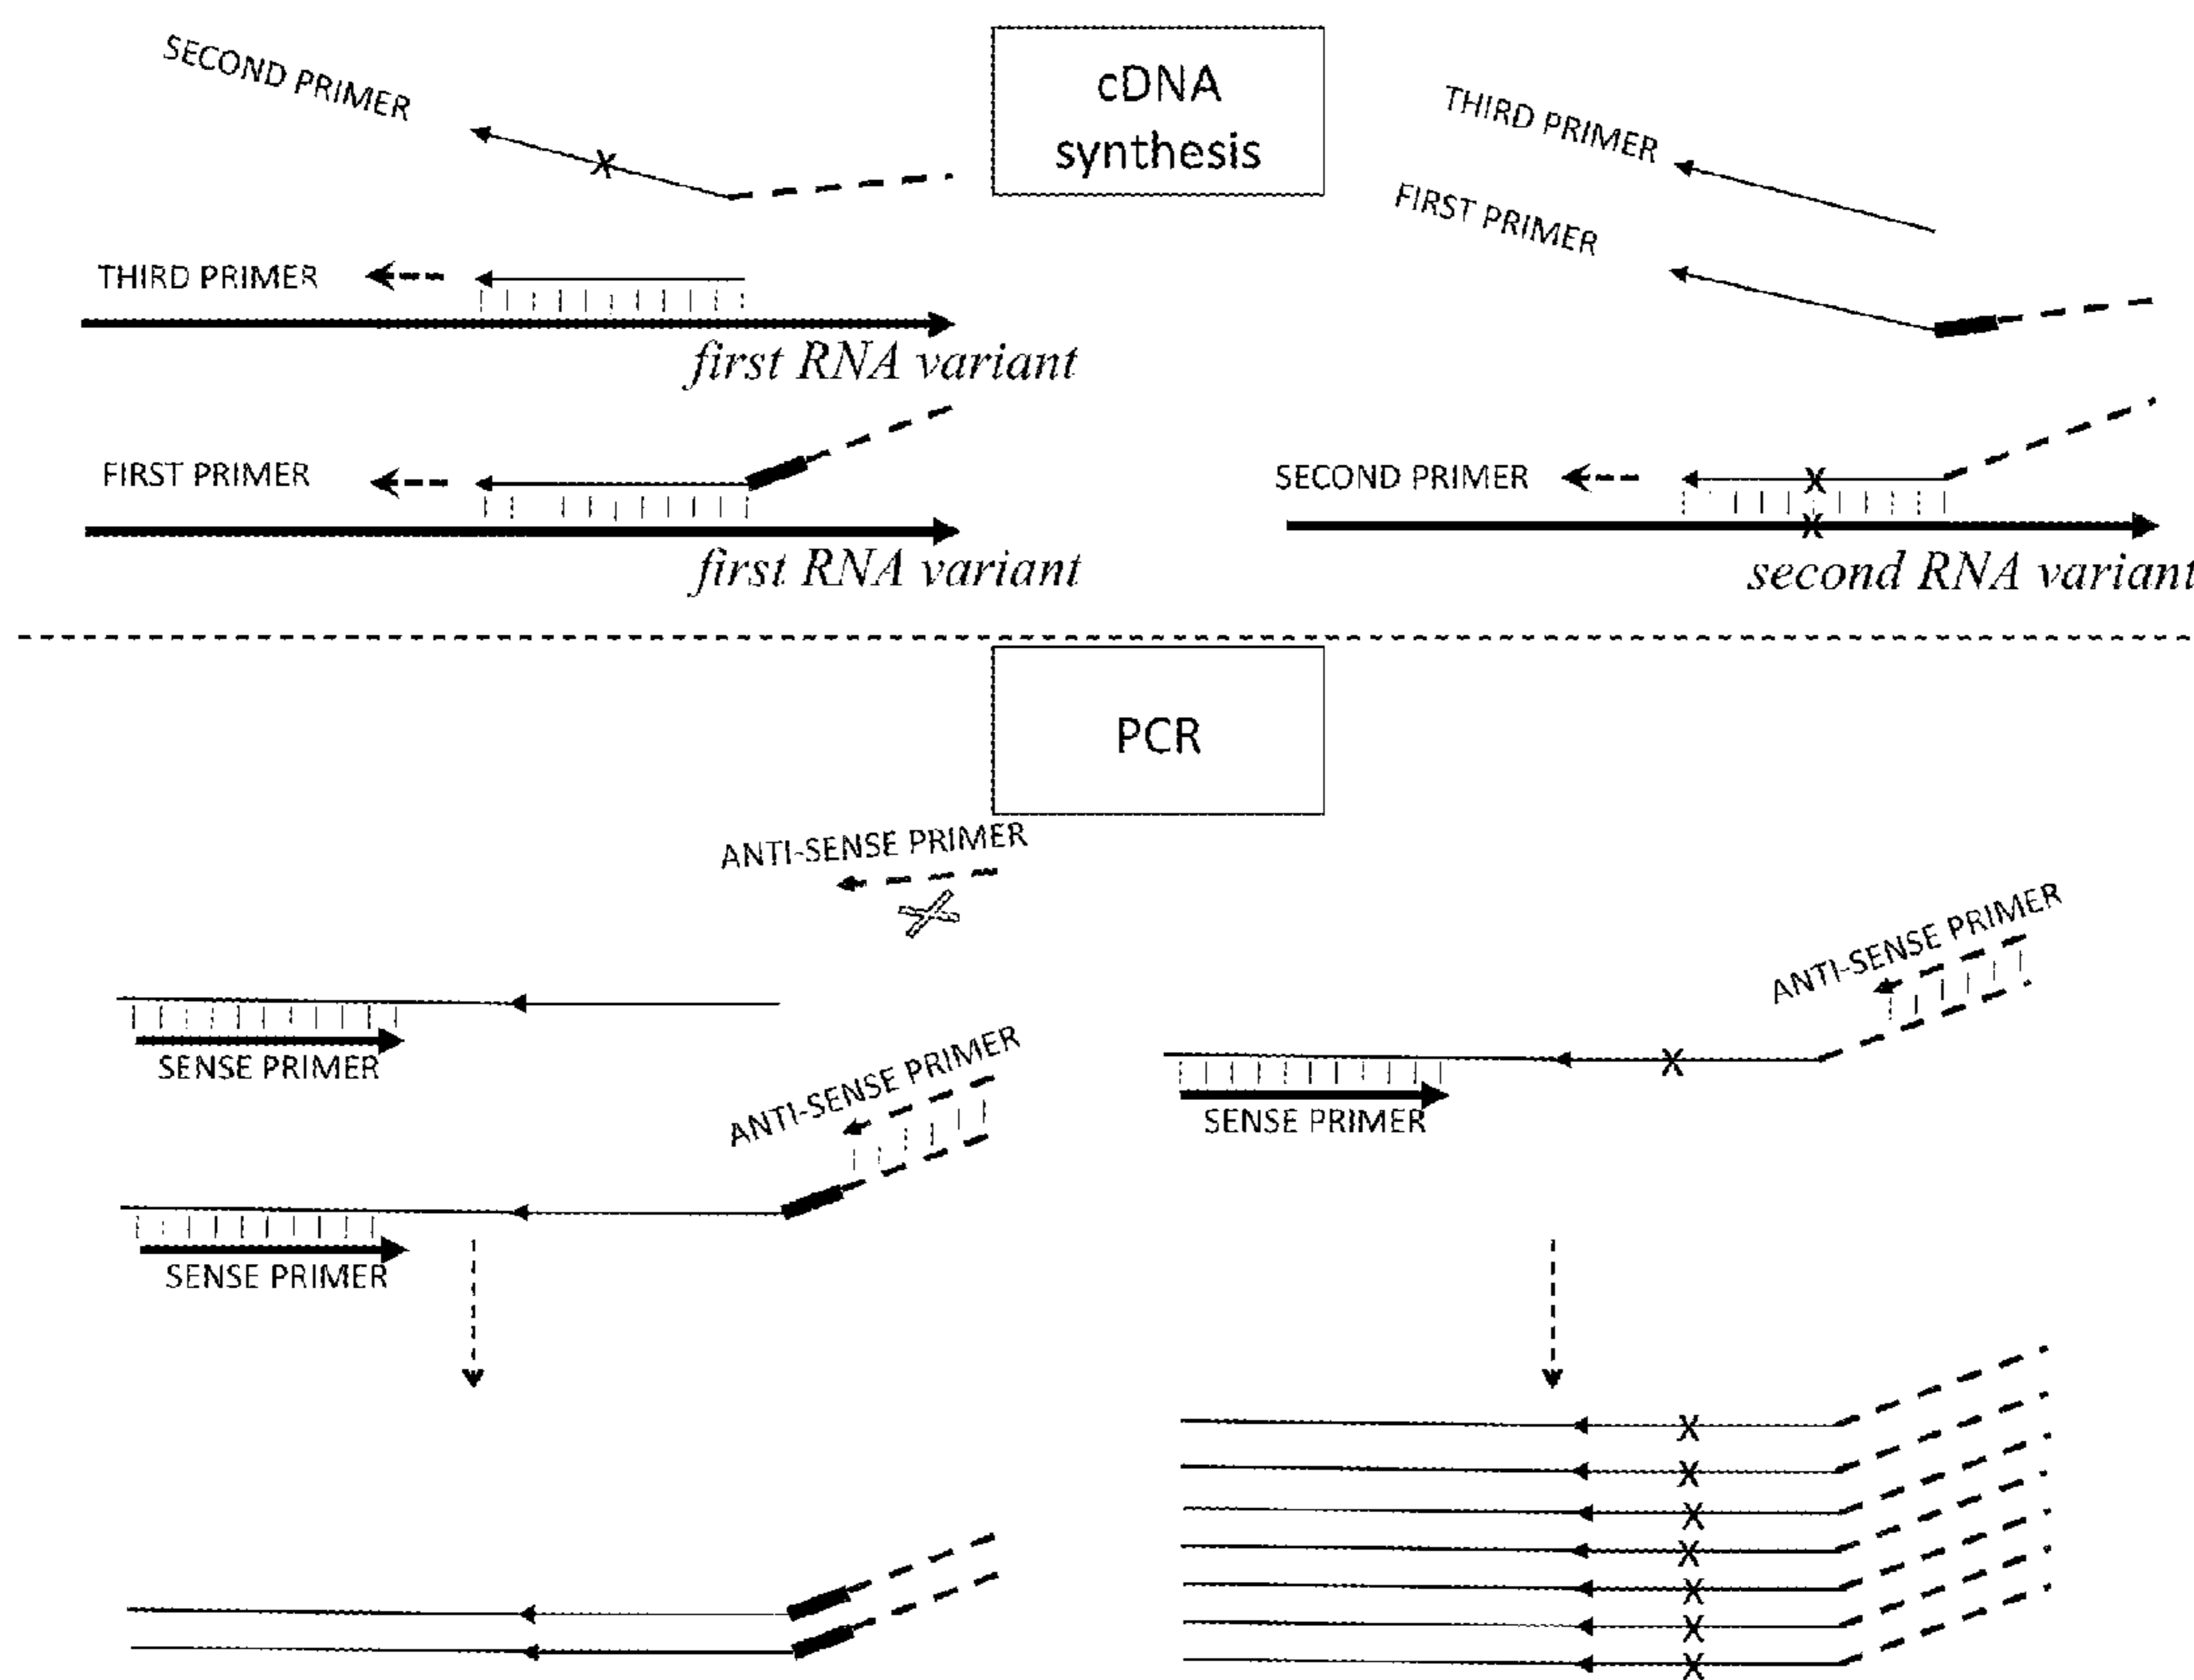 SECOND PRIMER
cDNA
synthesis
THIRD PRIMER
FIRST PRIMER
THIRD PRIMER
first RNA variant
FIRST PRIMER
SECOND PRIMER
first RNA variant
second RNA variant
PCR
ANTI-SENSE PRIMER
ANTI-SENSE PRIMER
SENSE PRIMER
ANTI-SENSE PRIMER
SENSE PRIMER
SENSE PRIMER